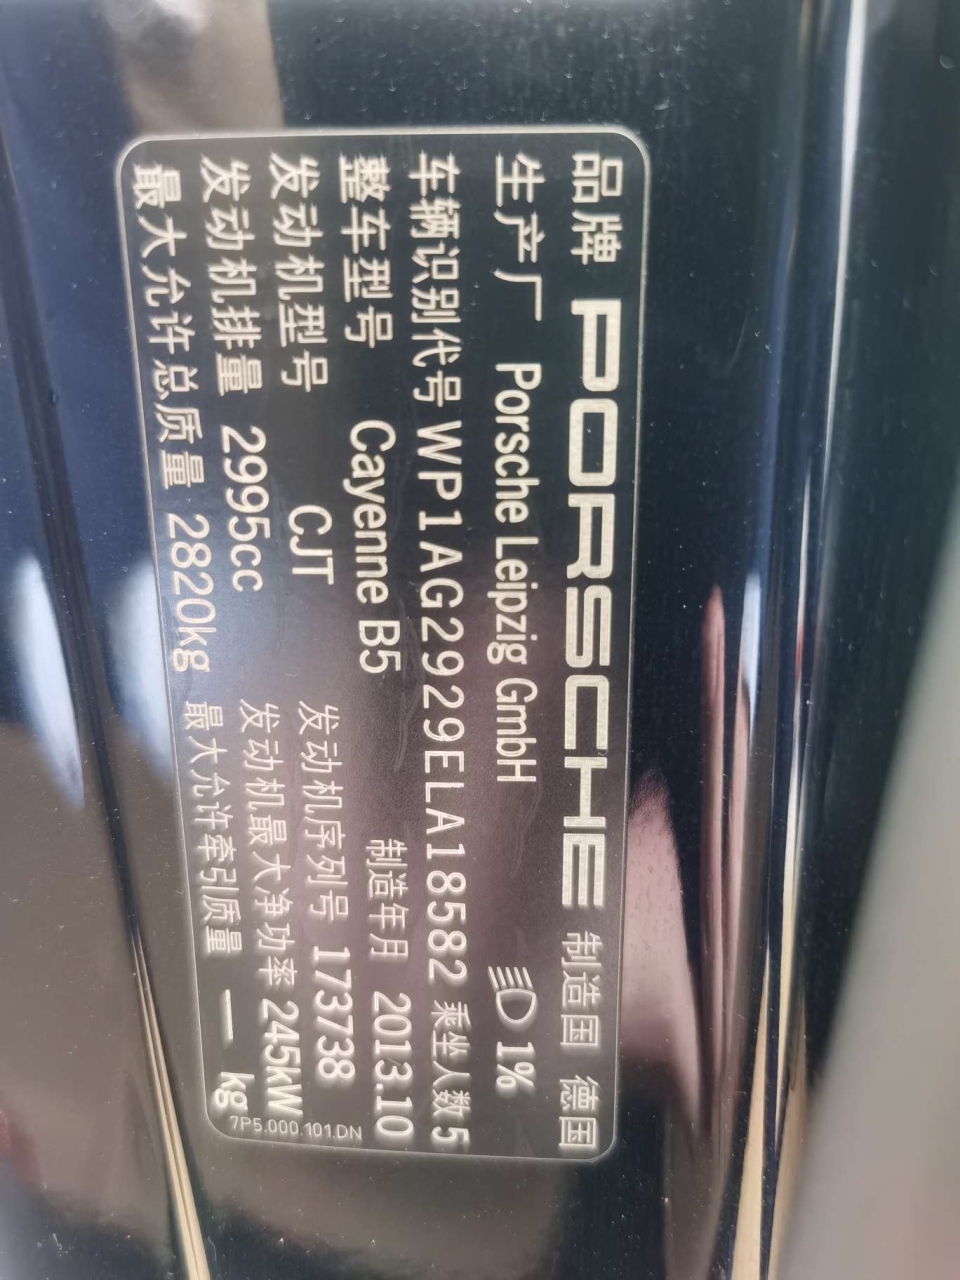 品牌 PORSCHE 制造国 德国
生产厂 Porsche Leipzig GmbH 1%
车辆识别代号 WP1AG2929ELA18582 乘坐人数 5
整车型号 Cayenne B5 制造年月 2013.10
发动机型号 CJT 发动机序列号 173738
发动机排量 2995cc 发动机最大净功率 245kW
最大允许总质量 2820kg 最大允许牵引质量 — kg
7P5.000.101.DN